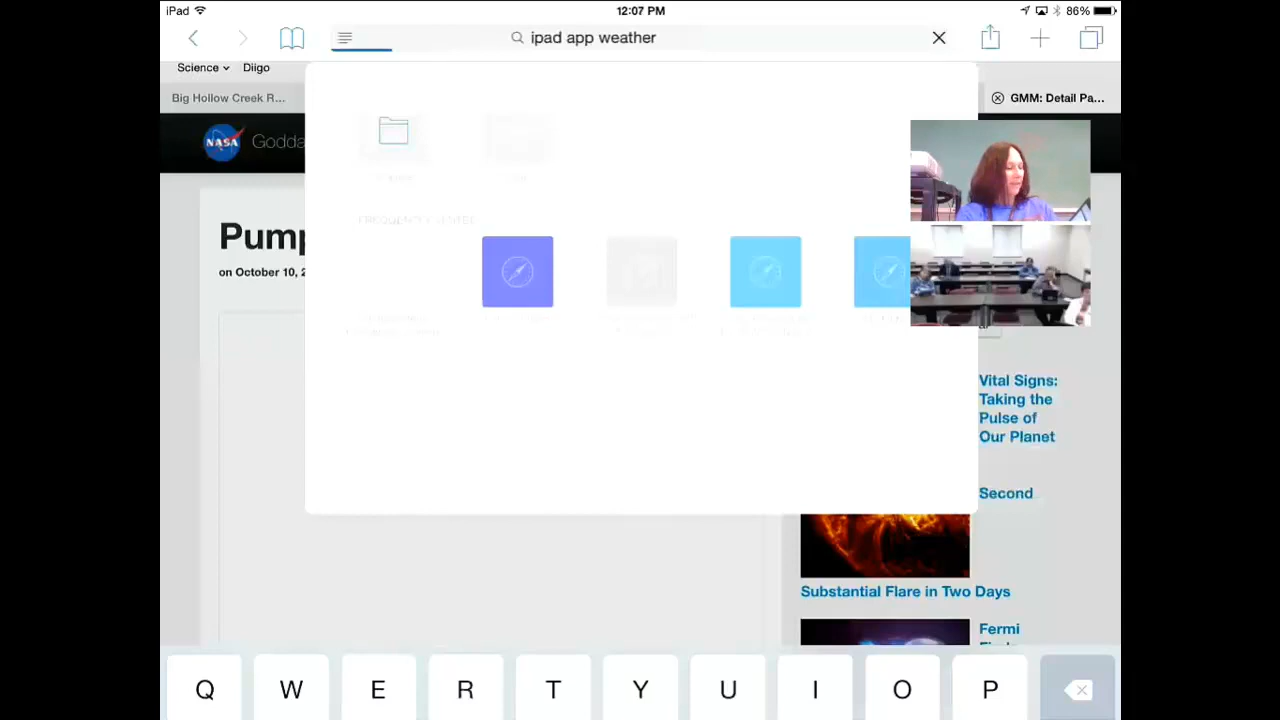 iPad 12:07 PM 86%
ipad app weather
Science Diigo
Big Hollow Creek R... GMM: Detail Pa...
NASA Godda
Pump
on October 10, 2
FREQUENTLY VISITED
Vital Signs:
Taking the
Pulse of
Our Planet
Second
Substantial Flare in Two Days
Fermi
Q W E R T Y U I O P